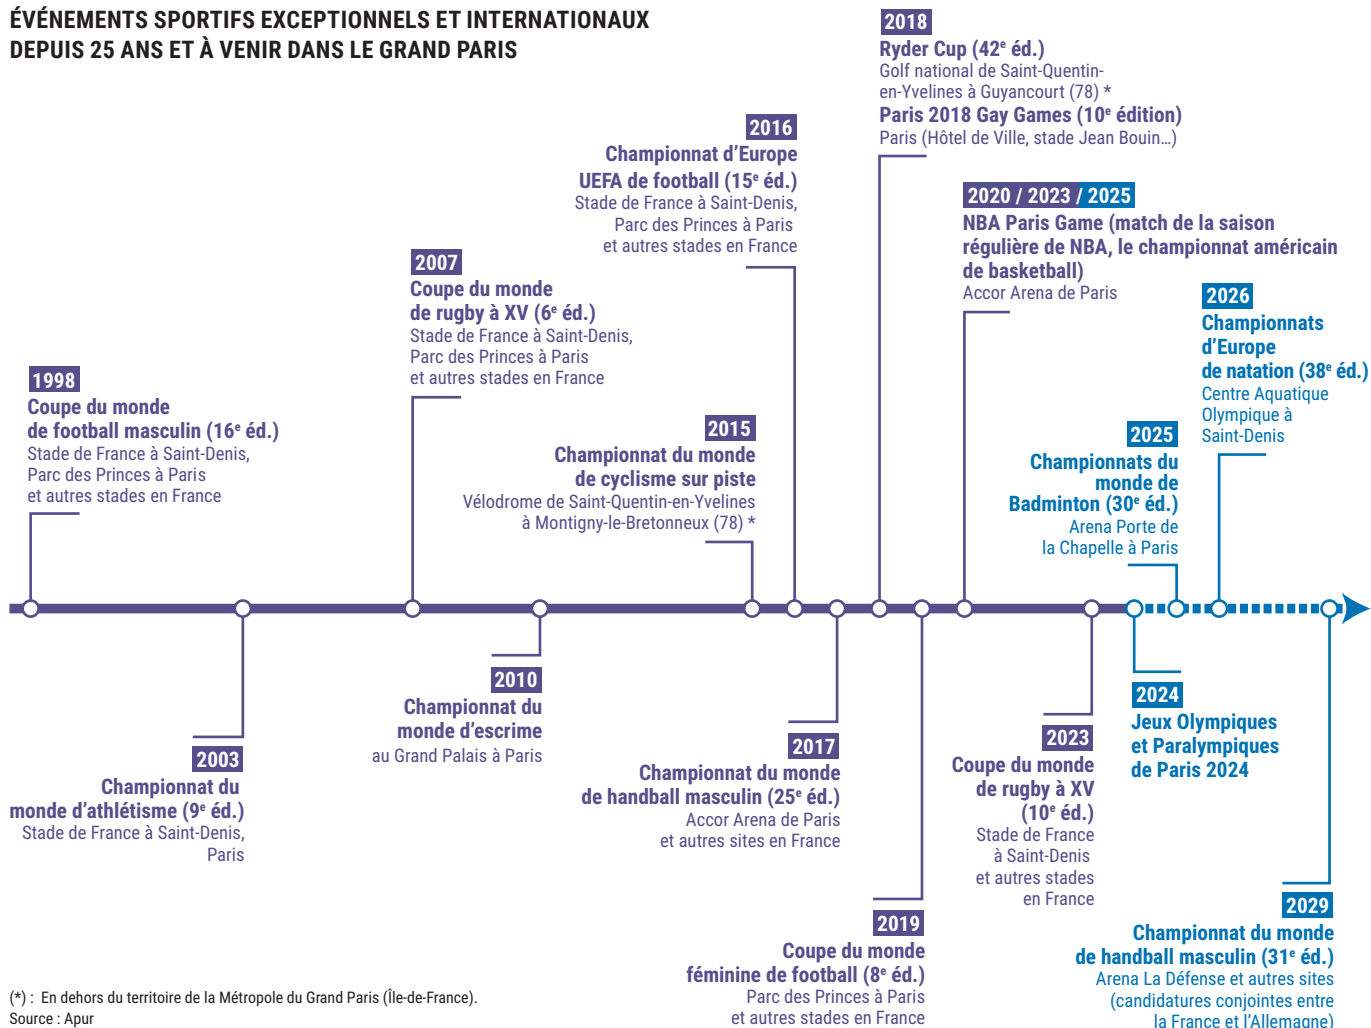 ÉVÉNEMENTS SPORTIFS EXCEPTIONNELS ET INTERNATIONAUX
DEPUIS 25 ANS ET À VENIR DANS LE GRAND PARIS
1998
Coupe du monde
de football masculin (16e éd.)
Stade de France à Saint-Denis,
Parc des Princes à Paris
et autres stades en France
2003
Championnat du
monde d'athlétisme (9e éd.)
Stade de France à Saint-Denis,
Paris
2007
Coupe du monde
de rugby à XV (6e éd.)
Stade de France à Saint-Denis,
Parc des Princes à Paris
et autres stades en France
2010
Championnat du
monde d'escrime
au Grand Palais à Paris
2015
Championnat du monde
de cyclisme sur piste
Vélodrome de Saint-Quentin-en-Yvelines
à Montigny-le-Bretonneux (78) *
2016
Championnat d'Europe
UEFA de football (15e éd.)
Stade de France à Saint-Denis,
Parc des Princes à Paris
et autres stades en France
2017
Championnat du monde
de handball masculin (25e éd.)
Accor Arena de Paris
et autres sites en France
2018
Ryder Cup (42e éd.)
Golf national de Saint-Quentin-
en-Yvelines à Guyancourt (78) *
Paris 2018 Gay Games (10e édition)
Paris (Hôtel de Ville, stade Jean Bouin…)
2019
Coupe du monde
féminine de football (8e éd.)
Parc des Princes à Paris
et autres stades en France
2020 / 2023 / 2025
NBA Paris Game (match de la saison
régulière de NBA, le championnat américain
de basketball)
Accor Arena de Paris
2023
Coupe du monde
de rugby à XV
(10e éd.)
Stade de France
à Saint-Denis
et autres stades
en France
2024
Jeux Olympiques
et Paralympiques
de Paris 2024
2025
Championnats du
monde de
Badminton (30e éd.)
Arena Porte de
la Chapelle à Paris
2026
Championnats
d'Europe
de natation (38e éd.)
Centre Aquatique
Olympique à
Saint-Denis
2029
Championnat du monde
de handball masculin (31e éd.)
Arena La Défense et autres sites
(candidatures conjointes entre
la France et l'Allemagne)
(*) : En dehors du territoire de la Métropole du Grand Paris (Île-de-France).
Source : Apur